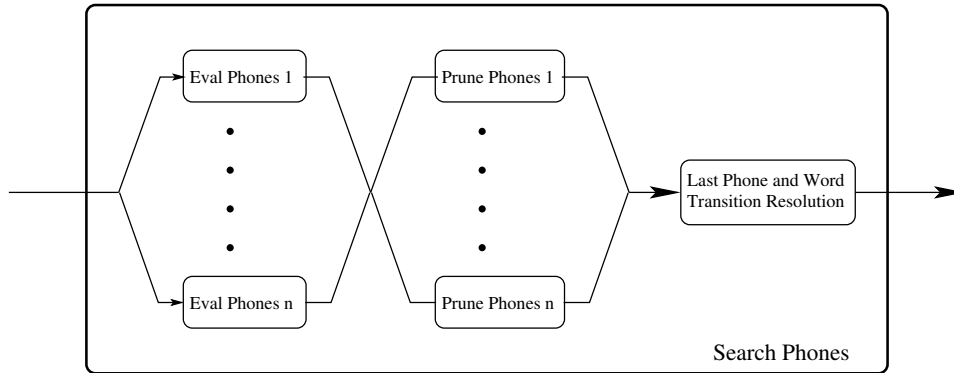 Eval Phones 1
Prune Phones 1
Last Phone and Word
Transition Resolution
Eval Phones n
Prune Phones n
Search Phones